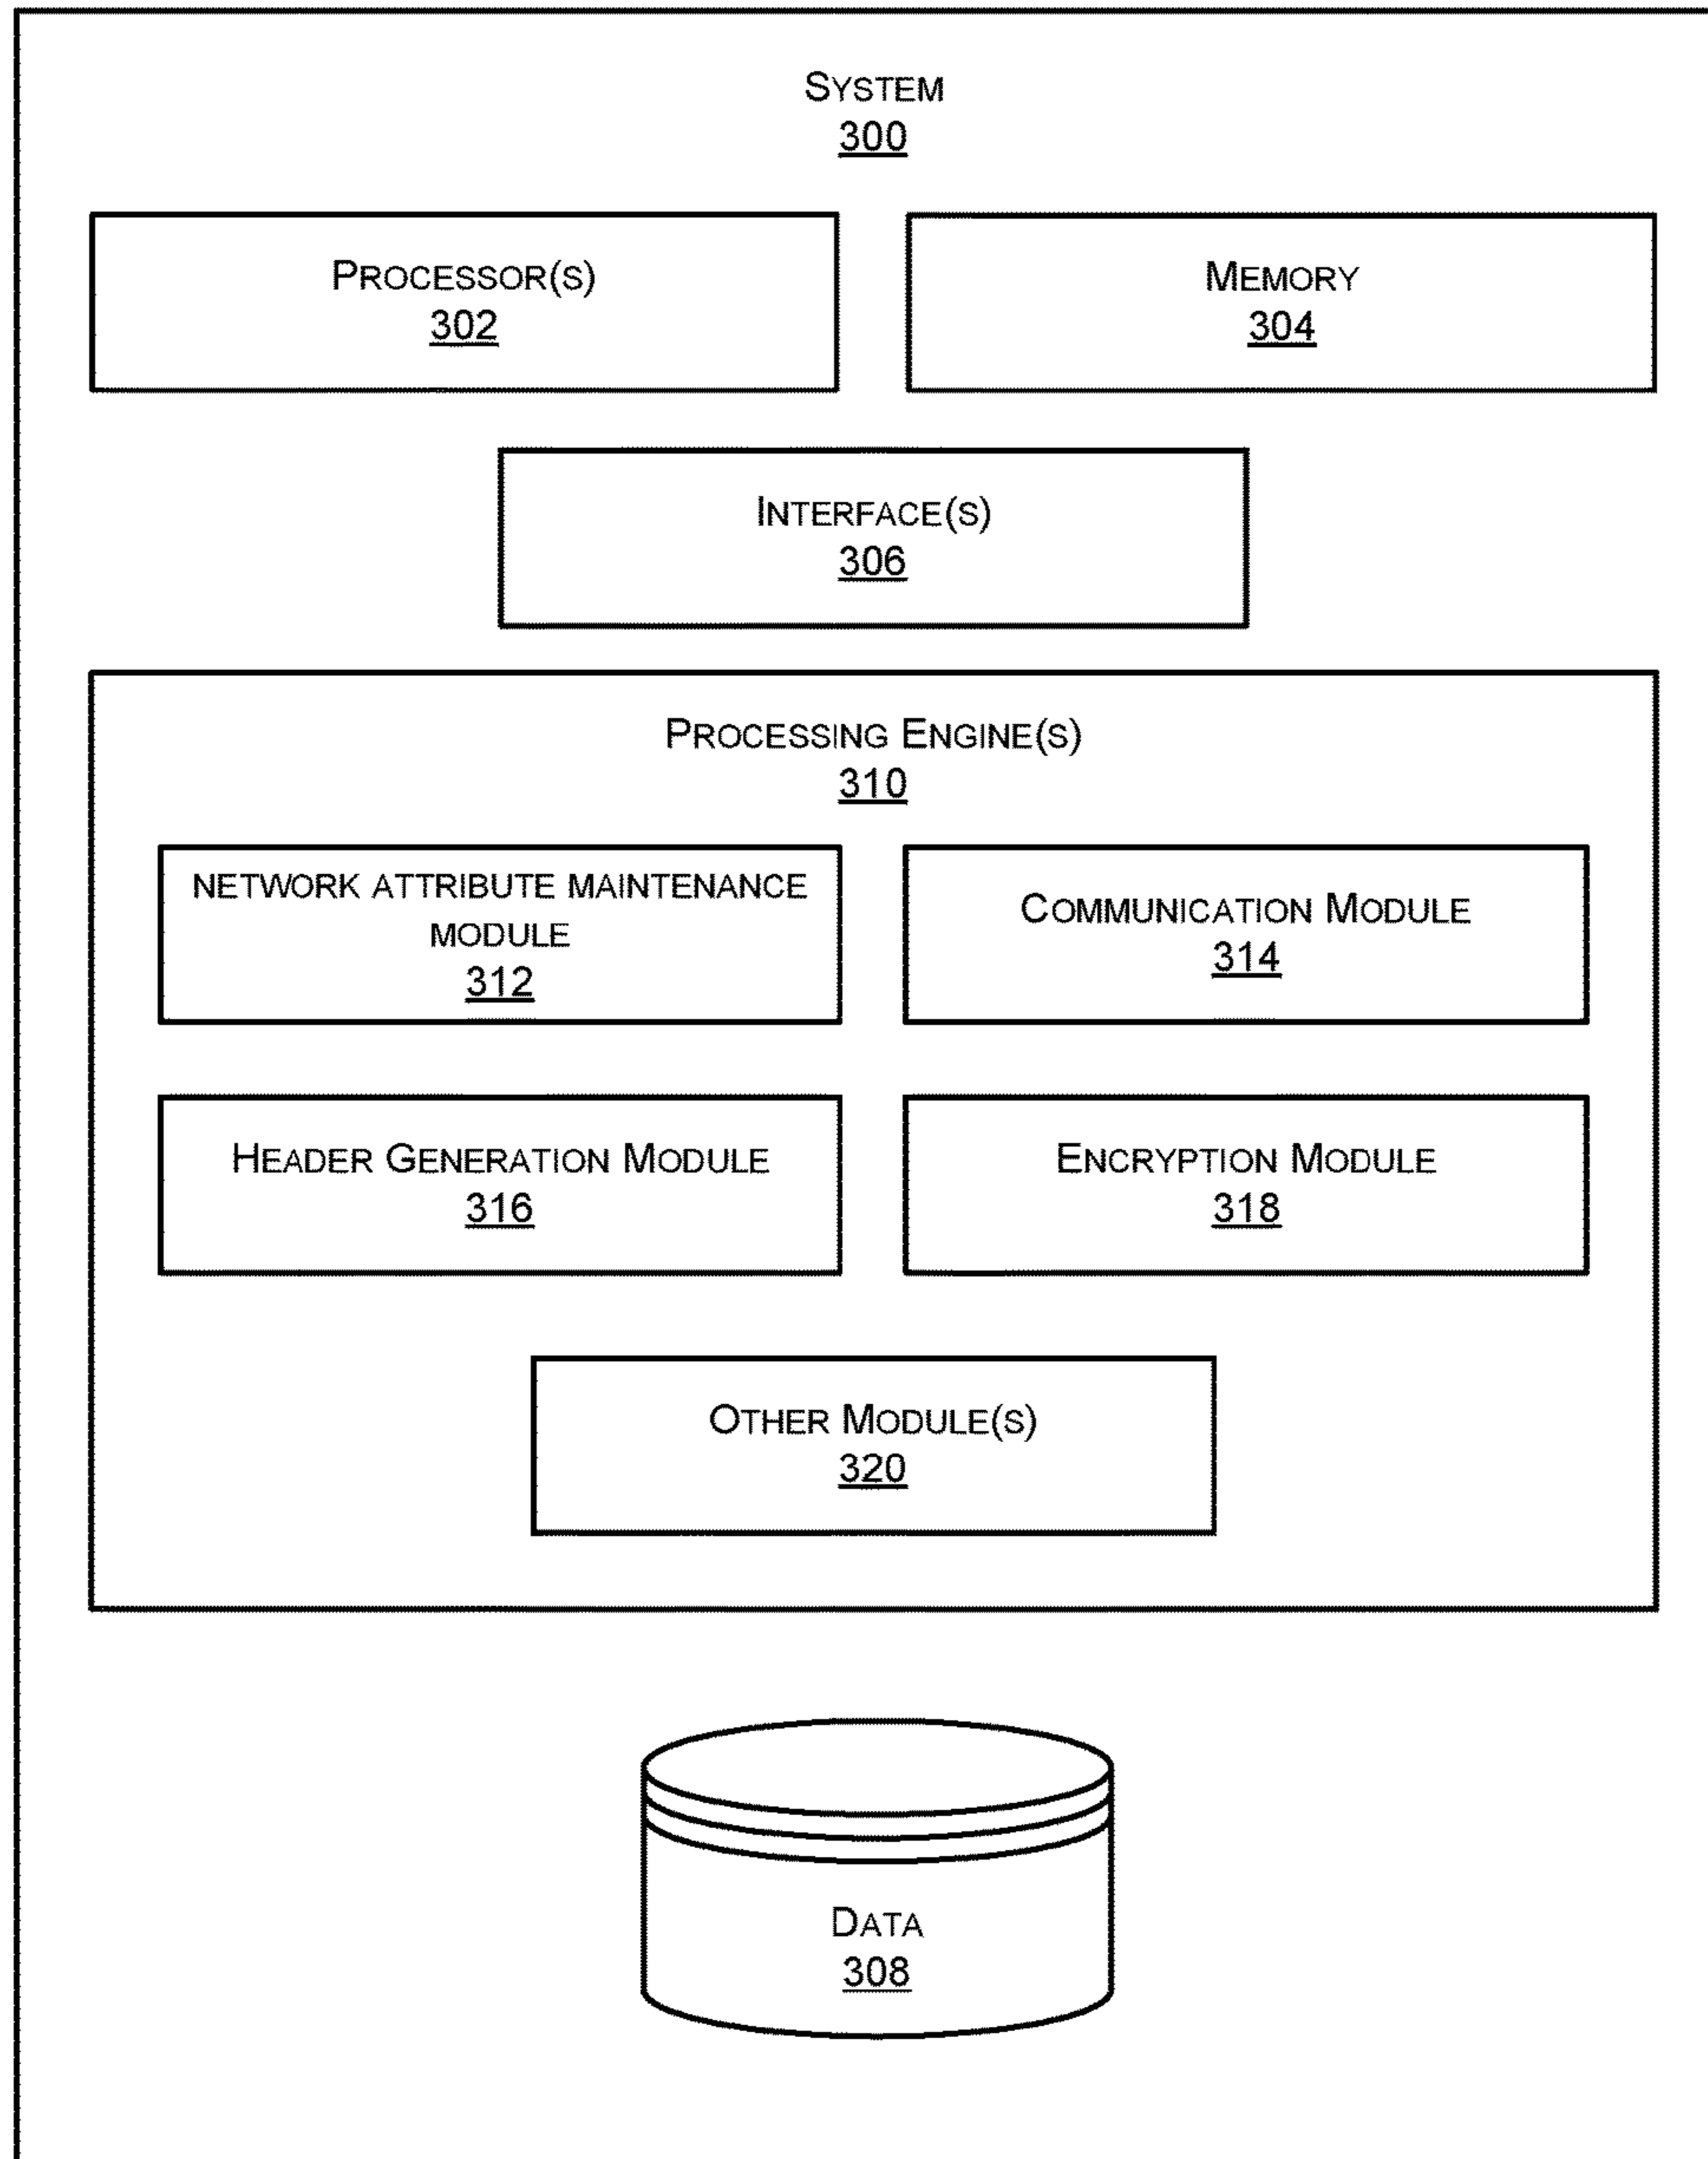 SYSTEM
300
PROCESSOR(S)
302
MEMORY
304
INTERFACE(S)
306
PROCESSING ENGINE(S)
310
NETWORK ATTRIBUTE MAINTENANCE
MODULE
312
COMMUNICATION MODULE
314
HEADER GENERATION MODULE
316
ENCRYPTION MODULE
318
OTHER MODULE(S)
320
DATA
308